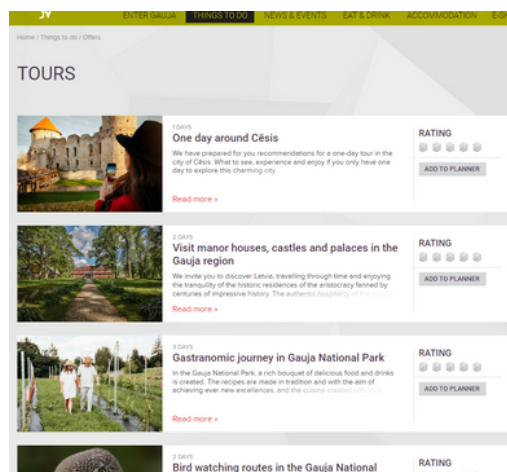 ENTER GAUJA THINGS TO DO NEWS & EVENTS EAT & DRINK ACCOMMODATION
Home / Things to do / Offers
TOURS
1 DAYS
One day around Cēsis
We have prepared for you recommendations for a one-day tour in the
city of Cēsis. What to see, experience and enjoy if you only have one
day to explore this charming city.
Read more »
RATING
ADD TO PLANNER
2 DAYS
Visit manor houses, castles and palaces in the
Gauja region
We invite you to discover Latvia, travelling through time and enjoying
the tranquility of the historic residences of the aristocracy fenned by
centuries of impressive history. The authentic hospitality of the
Read more »
RATING
ADD TO PLANNER
3 DAYS
Gastranomic journey in Gauja National Park
In the Gauja National Park, a rich bouquet of delicious food and drinks
is created. The recipes are made in tradition and with the aim of
achieving ever new excellences, and the cuisine created with
Read more »
RATING
ADD TO PLANNER
2 DAYS
Bird watching routes in the Gauja National
RATING